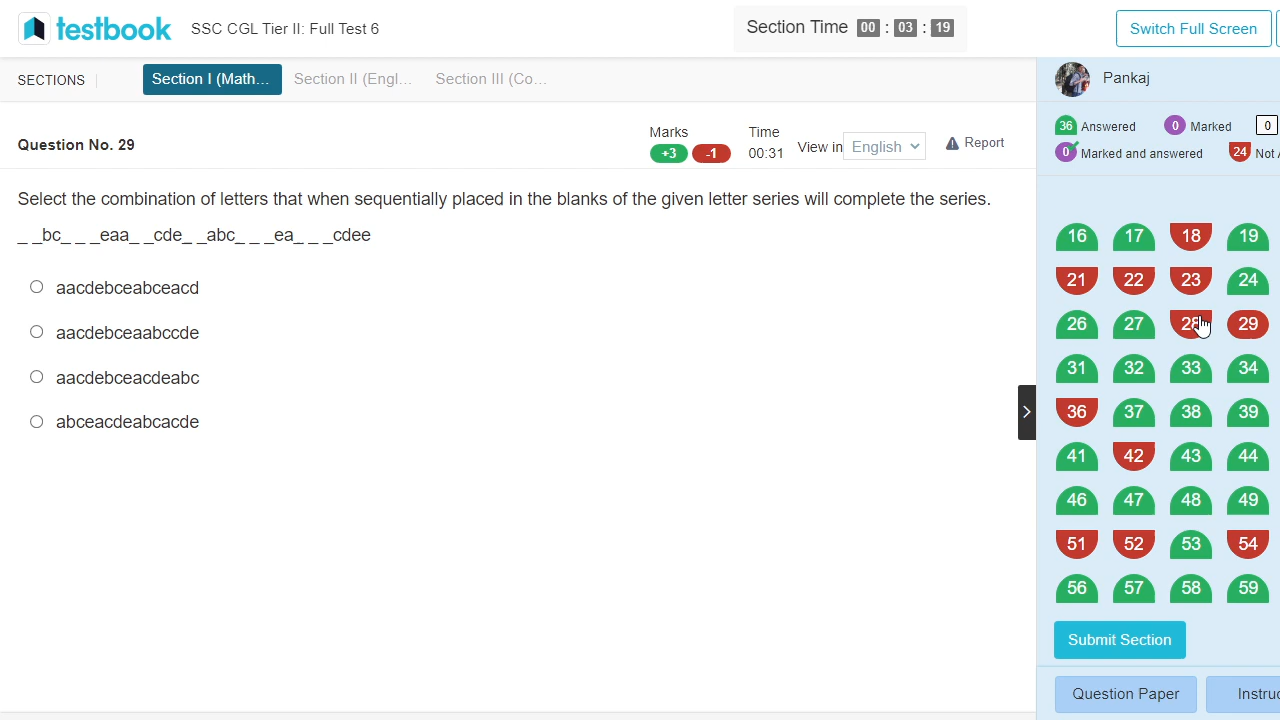 testbook
SSC CGL Tier II: Full Test 6
Section Time 00 : 03 : 19
Switch Full Screen
SECTIONS
Section I (Math...
Section II (Engl...
Section III (Co...
Pankaj
36 Answered
0 Marked
0
0 Marked and answered
24 Not
Question No. 29
Marks
+3 -1
Time
00:31
View in English
Report
Select the combination of letters that when sequentially placed in the blanks of the given letter series will complete the series.
_ _bc_ _ _eaa_ _cde_ _abc_ _ _ea_ _ _cdee
aacdebceabceacd
aacdebceaabccde
aacdebceacdeabc
abceacdeabcacde
16 17 18 19
21 22 23 24
26 27 28 29
31 32 33 34
36 37 38 39
41 42 43 44
46 47 48 49
51 52 53 54
56 57 58 59
Submit Section
Question Paper
Instruc